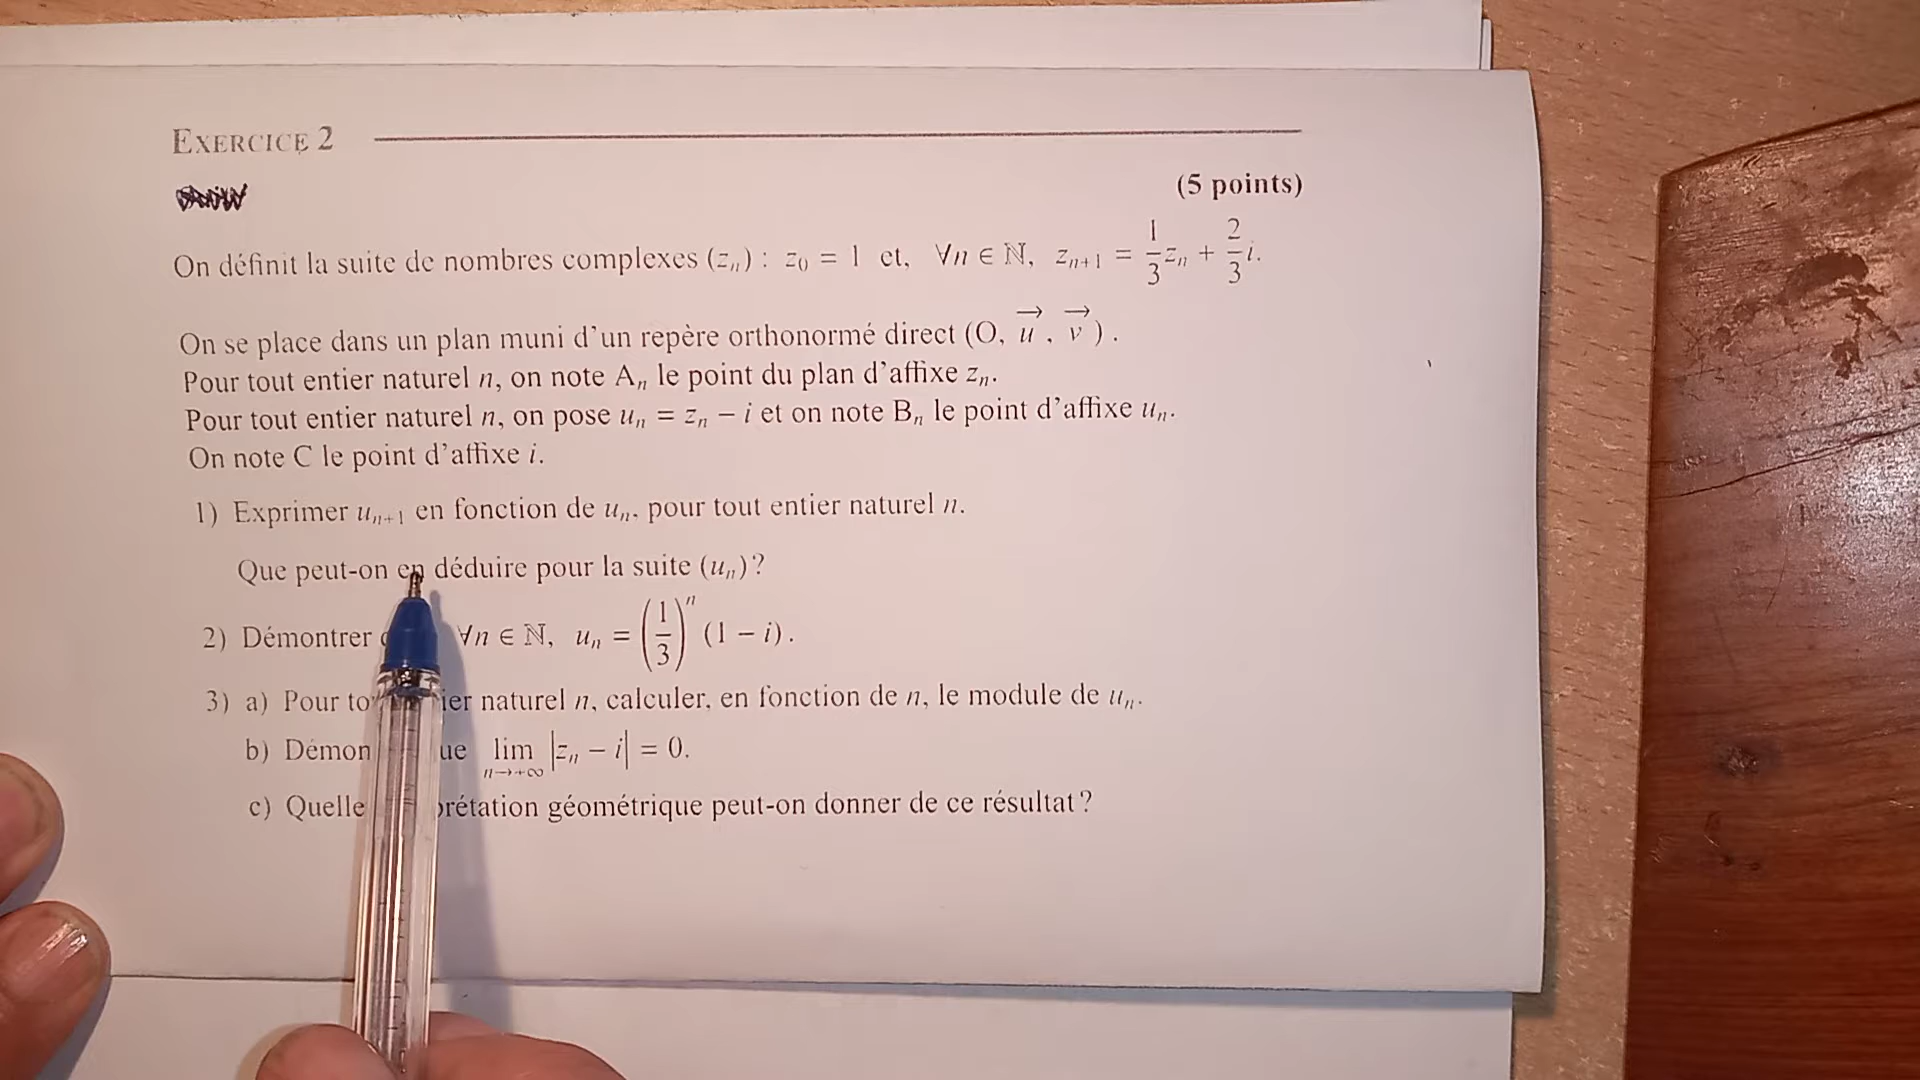 EXERCICE 2
(5 points)
On définit la suite de nombres complexes (zₙ) : z₀ = 1 et, ∀n ∈ ℕ, zₙ₊₁ = 1/3 zₙ + 2/3 i.
On se place dans un plan muni d'un repère orthonormé direct (O, u⃗, v⃗).
Pour tout entier naturel n, on note Aₙ le point du plan d'affixe zₙ.
Pour tout entier naturel n, on pose uₙ = zₙ − i et on note Bₙ le point d'affixe uₙ.
On note C le point d'affixe i.
1) Exprimer uₙ₊₁ en fonction de uₙ, pour tout entier naturel n.
Que peut-on en déduire pour la suite (uₙ)?
2) Démontrer ∀n ∈ ℕ, uₙ = (1/3)ⁿ (1 − i).
3) a) Pour naturel n, calculer, en fonction de n, le module de uₙ.
b) lim n→+∞ |zₙ − i| = 0.
c) Quelle géométrique peut-on donner de ce résultat?